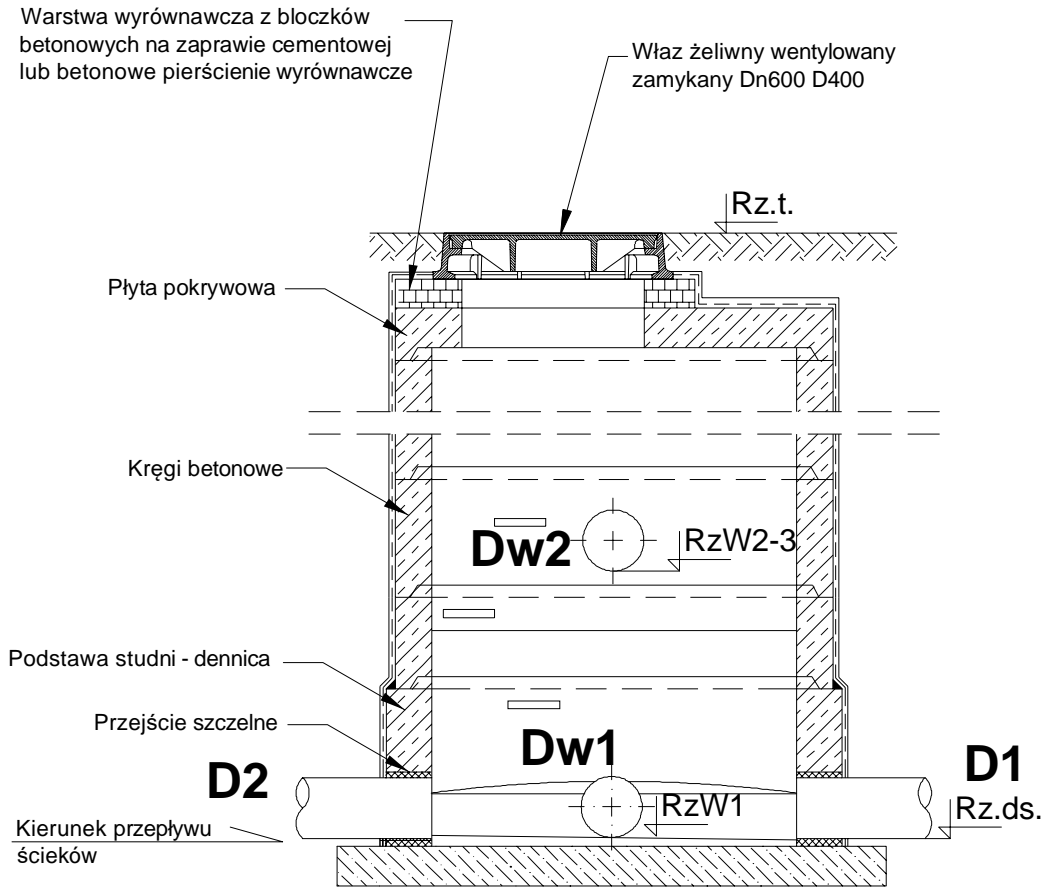 Warstwa wyrównawcza z bloczków
betonowych na zaprawie cementowej
lub betonowe pierścienie wyrównawcze
Właz żeliwny wentylowany
zamykany Dn600 D400
Rz.t.
Płyta pokrywowa
Kręgi betonowe
Dw2
RzW2-3
Podstawa studni - dennica
Przejście szczelne
Dw1
D2
D1
RzW1
Rz.ds.
Kierunek przepływu
ścieków